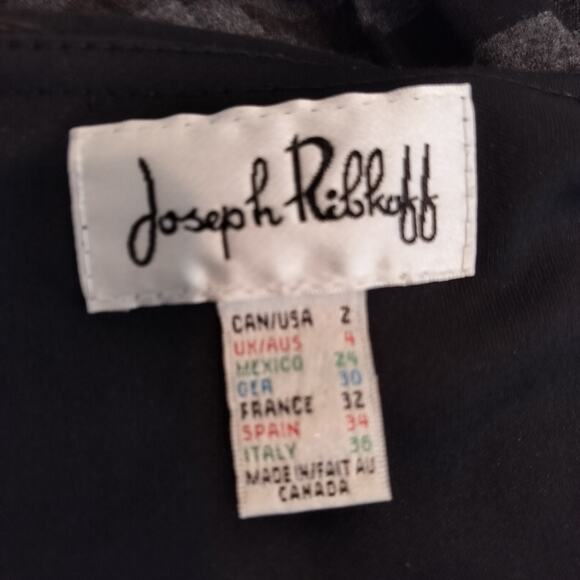 Joseph Ribkoff
CAN/USA 2
UK/AUS 4
MEXICO 24
GER 30
FRANCE 32
SPAIN 34
ITALY 36
MADE IN/FAIT AU
CANADA